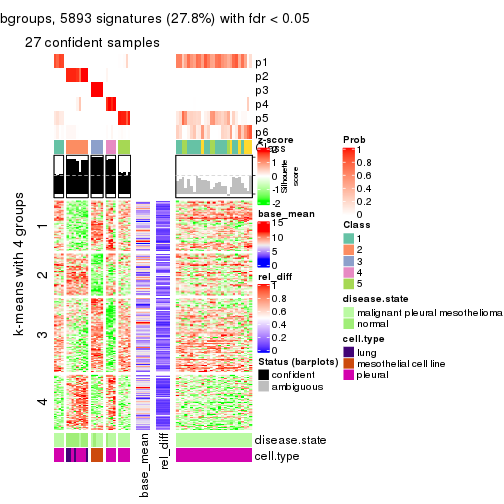 bgroups, 5893 signatures (27.8%) with fdr < 0.05
27 confident samples
p1
p2
p3
p4
p5
p6
Class
1
0.5
0
Silhouette
score
k-means with 4 groups
1
2
3
4
base_mean
rel_diff
disease.state
cell.type
z-score
0
-1
-2
base_mean
15
10
5
0
rel_diff
1
0.8
0.6
0.4
0.2
0
Status (barplots)
confident
ambiguous
Prob
1
0.8
0.6
0.4
0.2
0
Class
1
2
3
4
5
disease.state
malignant pleural mesothelioma
normal
cell.type
lung
mesothelial cell line
pleural